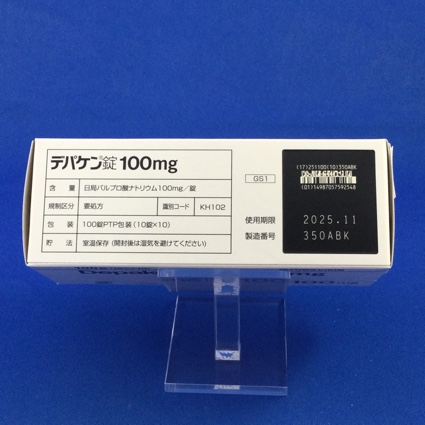 デパケン®錠100mg
含 量 日局バルプロ酸ナトリウム100mg/錠
規制区分 要処方 識別コード KH102
包 装 100錠PTP包装(10錠×10)
貯 法 室温保存(開封後は湿気を避けてください)
GS1
(17)251100(10)350ABK
(01)14987057592548
使用期限 2025.11
製造番号 350ABK